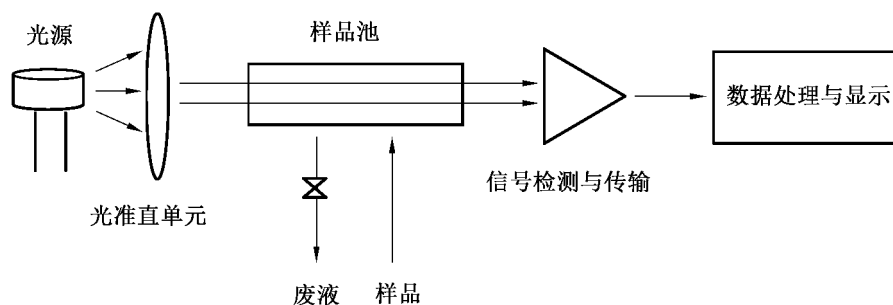 光源
样品池
数据处理与显示
信号检测与传输
光准直单元
废液
样品